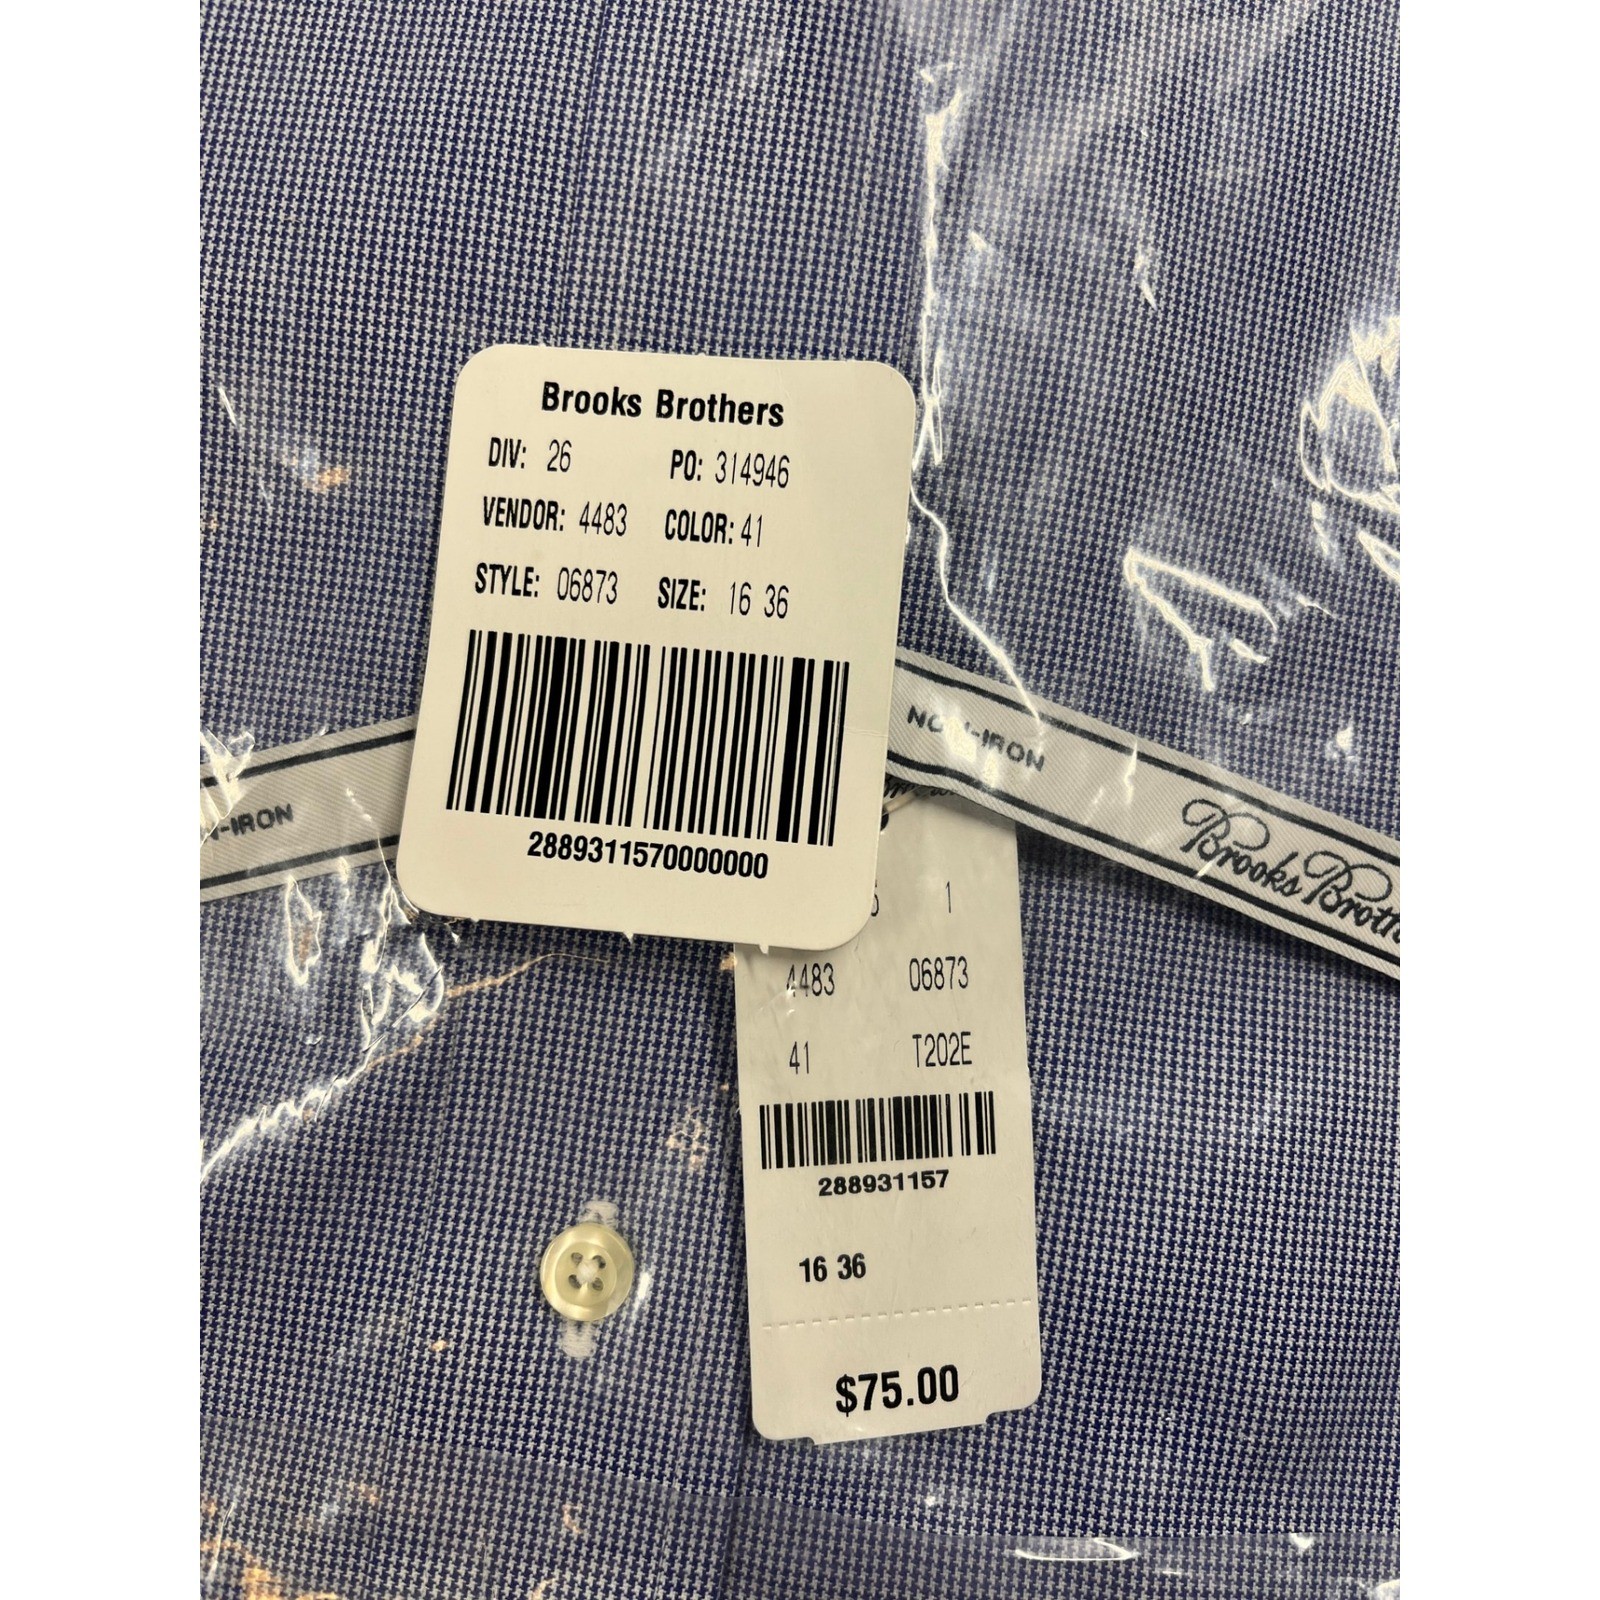 Brooks Brothers
DIV: 26 PO: 314946
VENDOR: 4483 COLOR: 41
STYLE: 06873 SIZE: 16 36
2889311570000000
NON-IRON
Brooks
-IRON
1
4483 06873
41 T202E
288931157
16 36
$75.00